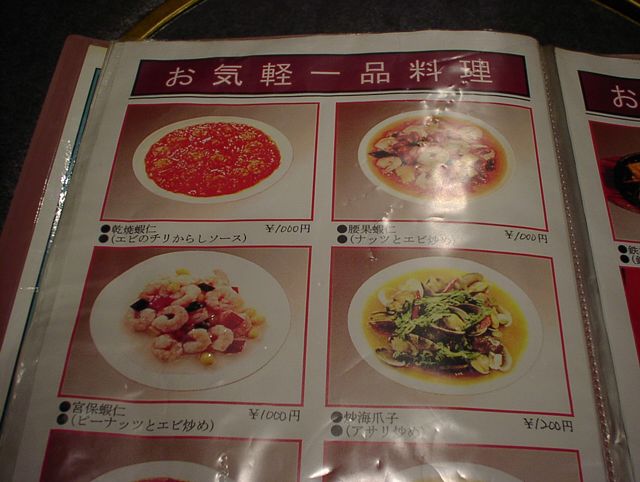 お気軽一品料理
お
●乾焼蝦仁 ¥1000円
●(エビのチリからしソース)
●腰果蝦仁 ¥1000円
●(ナッツとエビ炒め)
●宮保蝦仁 ¥1000円
●(ピーナッツとエビ炒め)
●炒海爪子 ¥1200円
●(アサリ炒め)
●鉄
●(